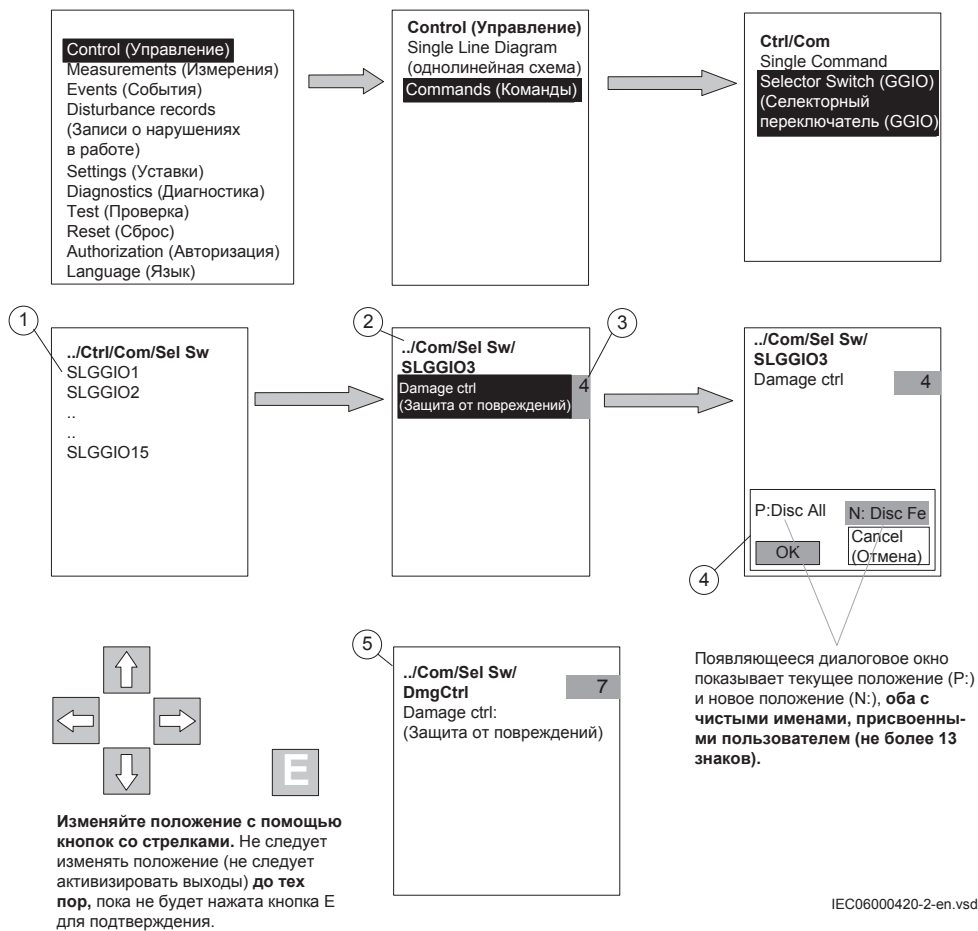 Control (Управление)
Measurements (Измерения)
Events (События)
Disturbance records
(Записи о нарушениях
в работе)
Settings (Уставки)
Diagnostics (Диагностика)
Test (Проверка)
Reset (Сброс)
Authorization (Авторизация)
Language (Язык)
Control (Управление)
Single Line Diagram
(однолинейная схема)
Commands (Команды)
Ctrl/Com
Single Command
Selector Switch (GGIO)
(Селекторный
переключатель (GGIO)
1
../Ctrl/Com/Sel Sw
SLGGIO1
SLGGIO2
..
..
SLGGIO15
2
3
../Com/Sel Sw/
SLGGIO3
Damage ctrl
4
(Защита от повреждений)
../Com/Sel Sw/
SLGGIO3
Damage ctrl
4
P:Disc All
N: Disc Fe
OK
Cancel
(Отмена)
4
Появляющееся диалоговое окно
показывает текущее положение (P:)
и новое положение (N:), оба с
чистыми именами, присвоенны-
ми пользователем (не более 13
знаков).
E
Изменяйте положение с помощью
кнопок со стрелками. Не следует
изменять положение (не следует
активизировать выходы) до тех
пор, пока не будет нажата кнопка E
для подтверждения.
5
../Com/Sel Sw/
DmgCtrl
7
Damage ctrl:
(Защита от повреждений)
IEC06000420-2-en.vsd